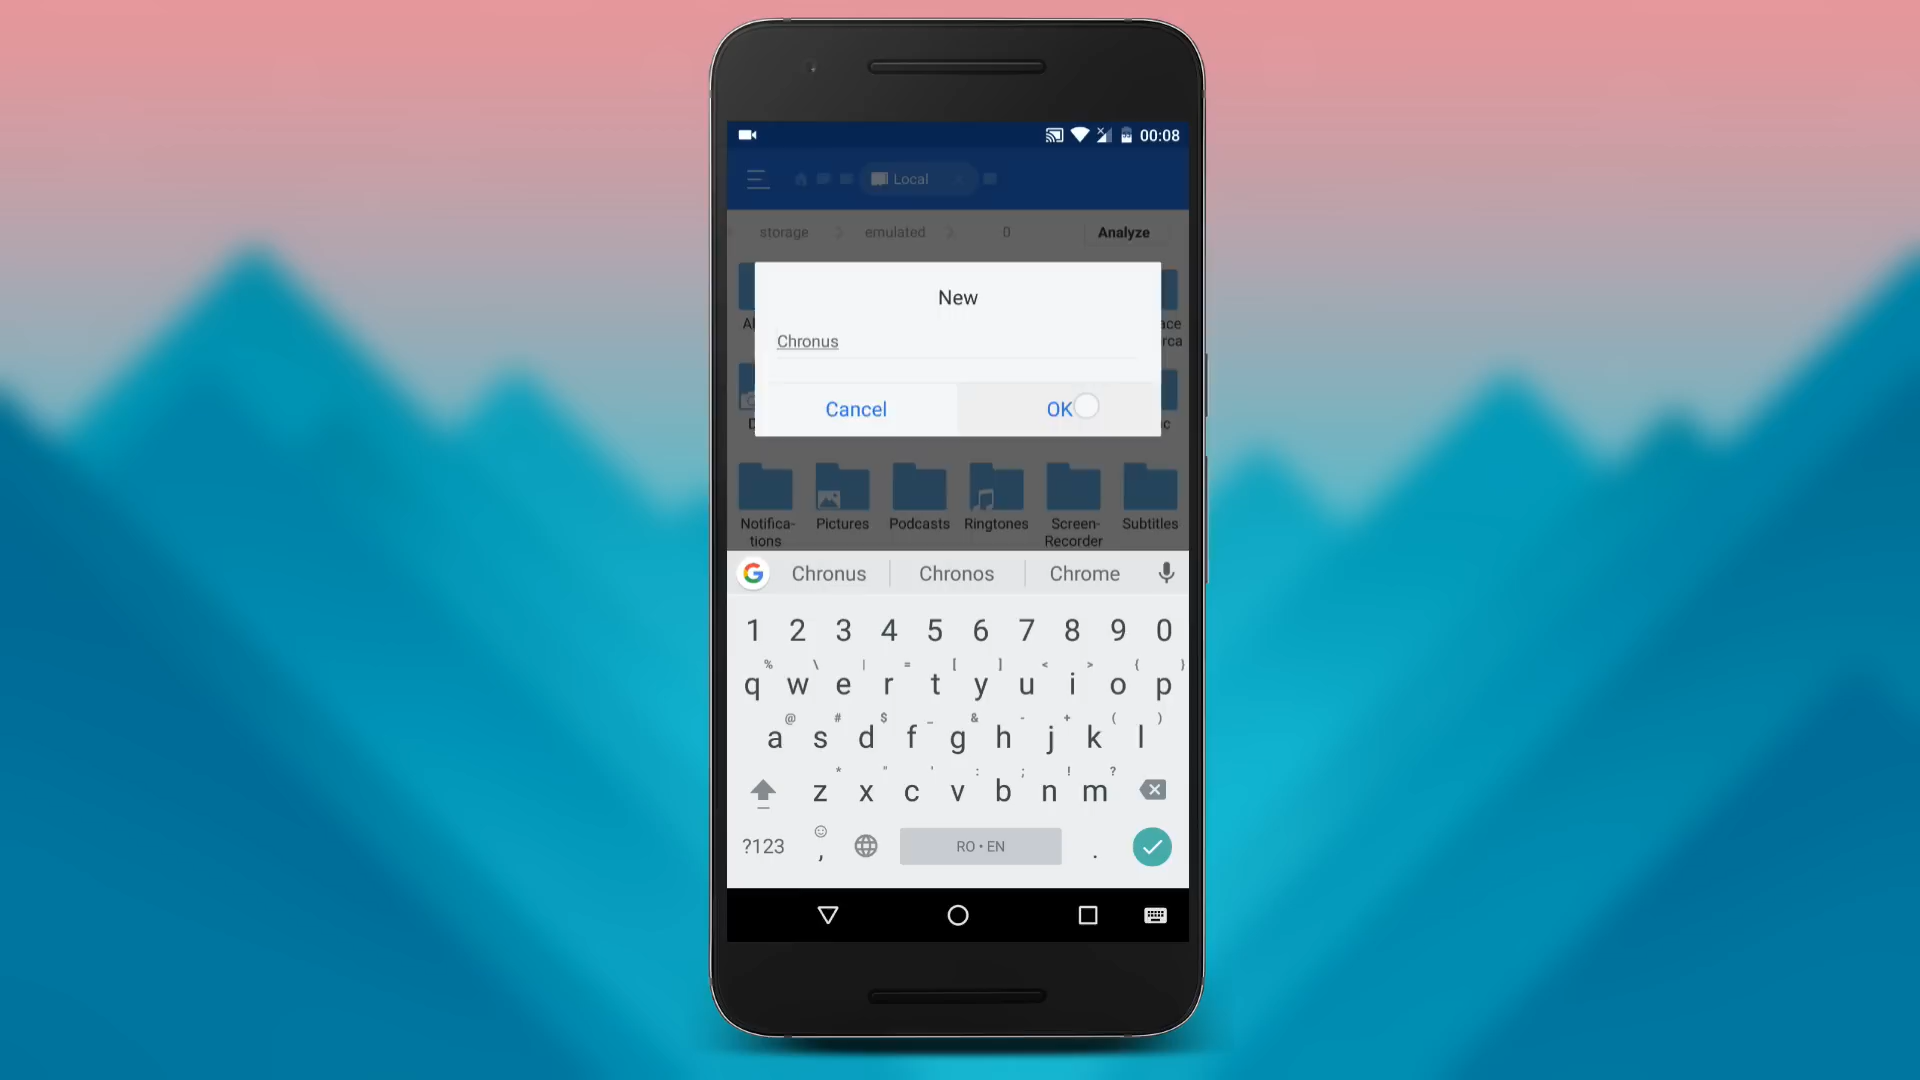 00:08
Local
storage emulated 0 Analyze
New
Chronus
Cancel OK
Notifica-
tions
Pictures
Podcasts
Ringtones
Screen-
Recorder
Subtitles
Chronus Chronos Chrome
1 2 3 4 5 6 7 8 9 0
% \ | = [ ] < > { }
q w e r t y u i o p
@ # $ _ & - + ( )
a s d f g h j k l
* " ' : ; ! ?
z x c v b n m
?123 , RO • EN .